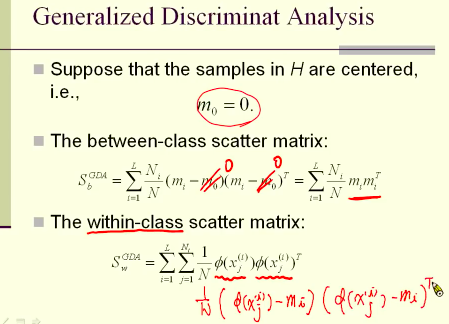 Generalized Discriminat Analysis
Suppose that the samples in H are centered,
i.e.,
m₀ = 0.
The between-class scatter matrix:
0 0
S_b^{GDA} = \sum_{i=1}^{L} \frac{N_i}{N} (m_i - m_0)(m_i - m_0)^T = \sum_{i=1}^{L} \frac{N_i}{N} m_i m_i^T
The within-class scatter matrix:
S_w^{GDA} = \sum_{i=1}^{L} \sum_{j=1}^{N_i} \frac{1}{N} \phi(x_j^{(i)}) \phi(x_j^{(i)})^T
\frac{1}{N} (\phi(x_j^{(i)}) - m_i) (\phi(x_j^{(i)}) - m_i)^T